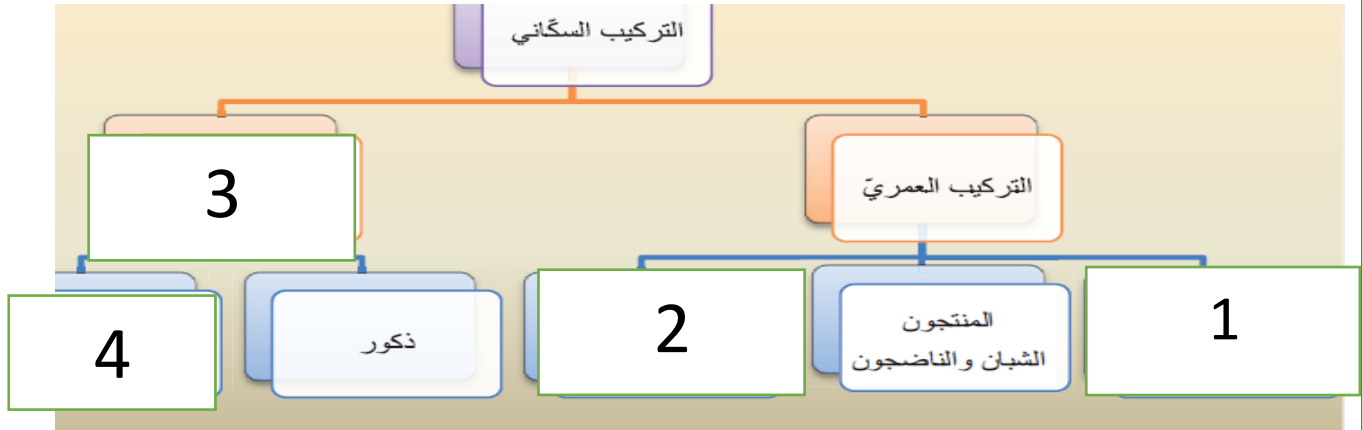 التركيب السكّاني
التركيب العمريّ
3
1
المنتجون
الشبان والناضجون
2
ذكور
4